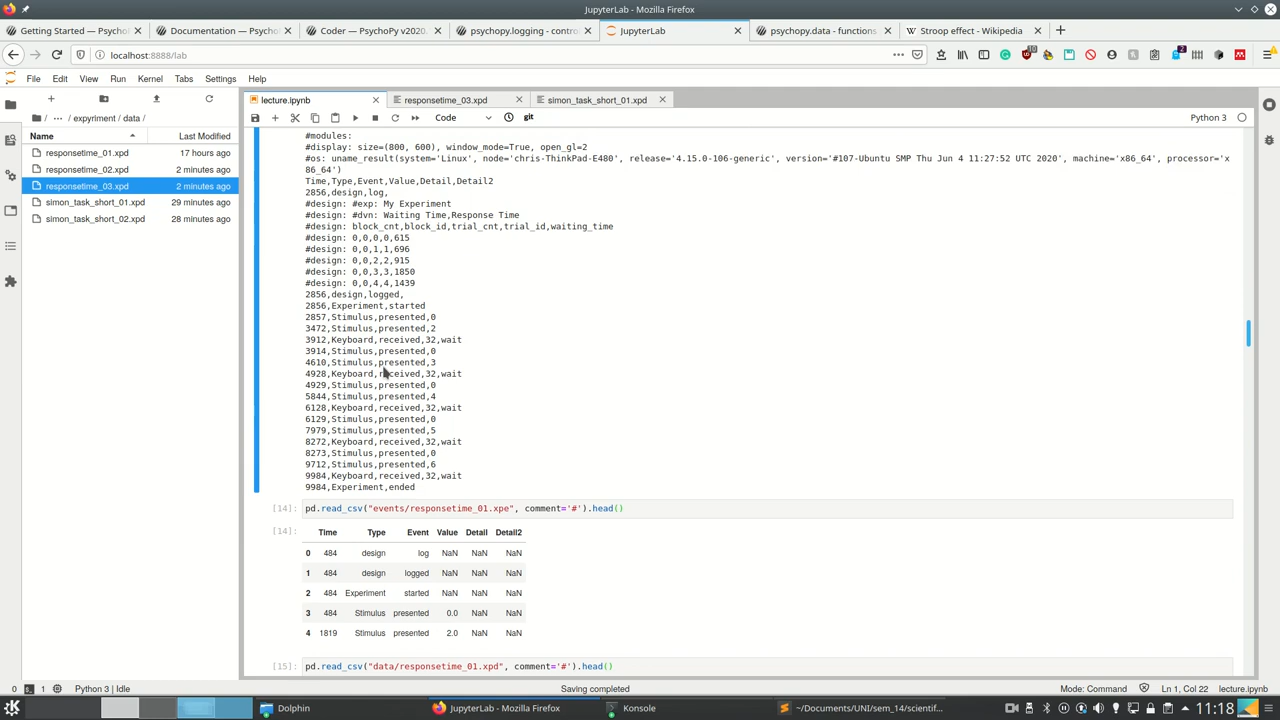 JupyterLab - Mozilla Firefox
Getting Started — Psycho
Documentation — Psychop
Coder — PsychoPy v2020.
psychopy.logging - contro
JupyterLab
psychopy.data - functions
Stroop effect - Wikipedia
localhost:8888/lab
File Edit View Run Kernel Tabs Settings Help
lecture.ipynb
responsetime_03.xpd
simon_task_short_01.xpd
/ ··· / expyriment / data /
Code
git
Python 3
Name Last Modified
responsetime_01.xpd 17 hours ago
responsetime_02.xpd 2 minutes ago
responsetime_03.xpd 2 minutes ago
simon_task_short_01.xpd 29 minutes ago
simon_task_short_02.xpd 28 minutes ago
#modules:
#display: size=(800, 600), window_mode=True, open_gl=2
#os: uname_result(system='Linux', node='chris-ThinkPad-E480', release='4.15.0-106-generic', version='#107-Ubuntu SMP Thu Jun 4 11:27:52 UTC 2020', machine='x86_64', processor='x
86_64')
Time,Type,Event,Value,Detail,Detail2
2856,design,log,
#design: #exp: My Experiment
#design: #dvn: Waiting Time,Response Time
#design: block_cnt,block_id,trial_cnt,trial_id,waiting_time
#design: 0,0,0,0,615
#design: 0,0,1,1,696
#design: 0,0,2,2,915
#design: 0,0,3,3,1850
#design: 0,0,4,4,1439
2856,design,logged,
2856,Experiment,started
2857,Stimulus,presented,0
3472,Stimulus,presented,2
3912,Keyboard,received,32,wait
3914,Stimulus,presented,0
4610,Stimulus,presented,3
4928,Keyboard,received,32,wait
4929,Stimulus,presented,0
5844,Stimulus,presented,4
6128,Keyboard,received,32,wait
6129,Stimulus,presented,0
7979,Stimulus,presented,5
8272,Keyboard,received,32,wait
8273,Stimulus,presented,0
9712,Stimulus,presented,6
9984,Keyboard,received,32,wait
9984,Experiment,ended
[14]: pd.read_csv("events/responsetime_01.xpe", comment='#').head()
[14]:
Time Type Event Value Detail Detail2
0 484 design log NaN NaN NaN
1 484 design logged NaN NaN NaN
2 484 Experiment started NaN NaN NaN
3 484 Stimulus presented 0.0 NaN NaN
4 1819 Stimulus presented 2.0 NaN NaN
[15]: pd.read_csv("data/responsetime_01.xpd", comment='#').head()
0 1 Python 3 | Idle
Saving completed
Mode: Command Ln 1, Col 22 lecture.ipynb
Dolphin
JupyterLab - Mozilla Firefox
Konsole
~/Documents/UNI/sem_14/scientif...
11:18